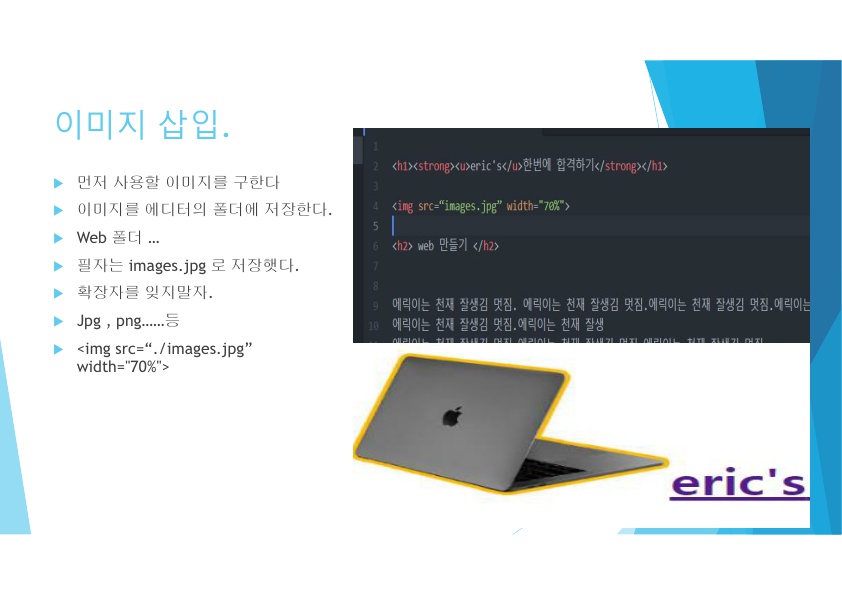 이미지 삽입.
먼저 사용할 이미지를 구한다
이미지를 에디터의 폴더에 저장한다.
Web 폴더 ...
필자는 images.jpg 로 저장했다.
확장자를 잊지말자.
Jpg , png......등
<img src=“./images.jpg”
width="70%">
1
2 <h1><strong><u>eric's</u>한번에 합격하기</strong></h1>
3
4 <img src=“images.jpg” width="70%">
5
6 <h2> web 만들기 </h2>
7
8
9 에릭이는 천재 잘생김 멋짐. 에릭이는 천재 잘생김 멋짐.에릭이는 천재 잘생김 멋짐.에릭이는
10 에릭이는 천재 잘생김 멋짐.에릭이는 천재 잘생
eric's